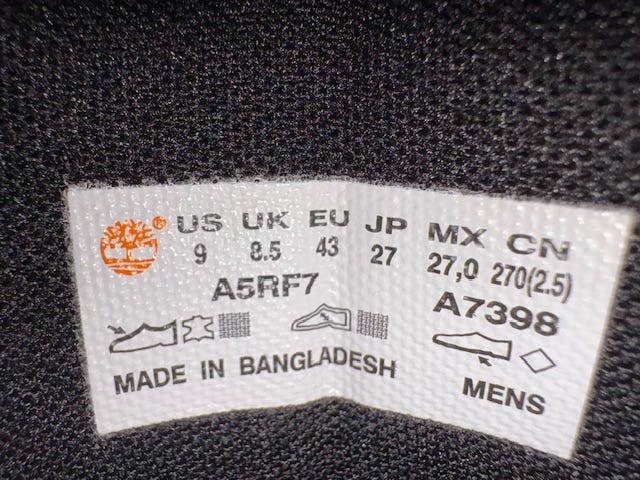 US UK EU JP MX CN
9 8.5 43 27 27,0 270(2.5)
A5RF7 A7398
MADE IN BANGLADESH MENS